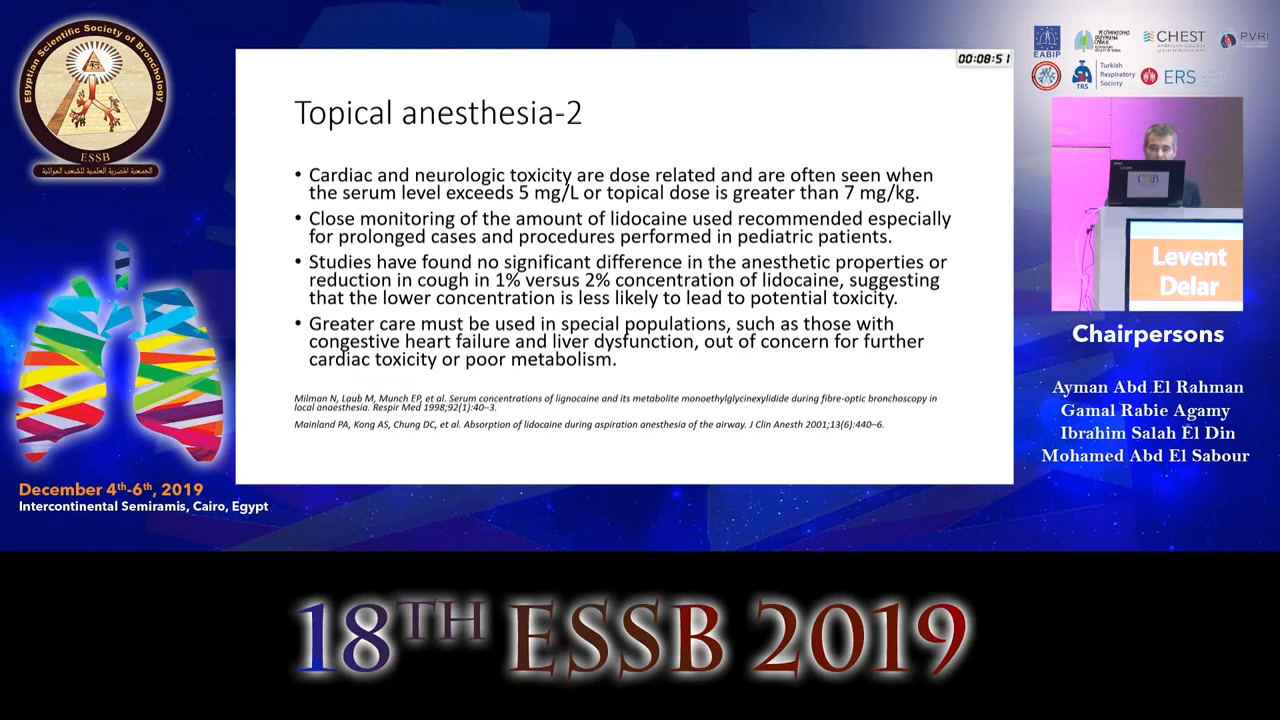 Egyptian Scientific Society of Bronchology
ESSB
الجمعية المصرية العلمية للشعب الهوائية
December 4th-6th, 2019
Intercontinental Semiramis, Cairo, Egypt
00:08:51
Topical anesthesia-2
• Cardiac and neurologic toxicity are dose related and are often seen when
the serum level exceeds 5 mg/L or topical dose is greater than 7 mg/kg.
• Close monitoring of the amount of lidocaine used recommended especially
for prolonged cases and procedures performed in pediatric patients.
• Studies have found no significant difference in the anesthetic properties or
reduction in cough in 1% versus 2% concentration of lidocaine, suggesting
that the lower concentration is less likely to lead to potential toxicity.
• Greater care must be used in special populations, such as those with
congestive heart failure and liver dysfunction, out of concern for further
cardiac toxicity or poor metabolism.
Milman N, Laub M, Munch EP, et al. Serum concentrations of lignocaine and its metabolite monoethylglycinexylidide during fibre-optic bronchoscopy in
local anaesthesia. Respir Med 1998;92(1):40–3.
Mainland PA, Kong AS, Chung DC, et al. Absorption of lidocaine during aspiration anesthesia of the airway. J Clin Anesth 2001;13(6):440–6.
EABIP
CHEST
PVRI
TRS
Turkish
Respiratory
Society
ERS
Levent
Delar
Chairpersons
Ayman Abd El Rahman
Gamal Rabie Agamy
Ibrahim Salah El Din
Mohamed Abd El Sabour
18TH ESSB 2019